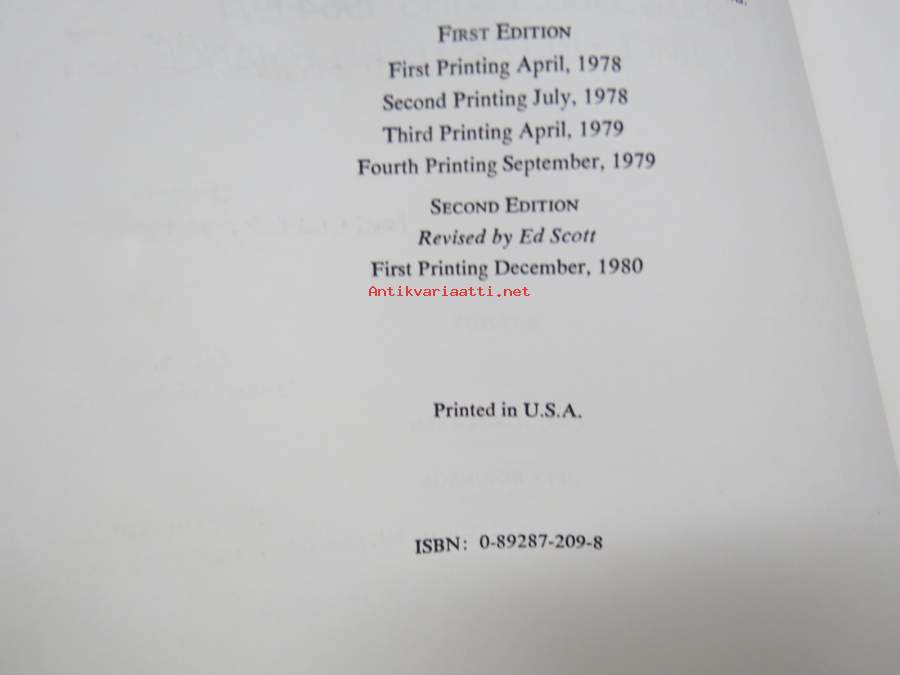 FIRST EDITION
First Printing April, 1978
Second Printing July, 1978
Third Printing April, 1979
Fourth Printing September, 1979
SECOND EDITION
Revised by Ed Scott
First Printing December, 1980
Antikvariaatti.net
Printed in U.S.A.
ISBN: 0-89287-209-8